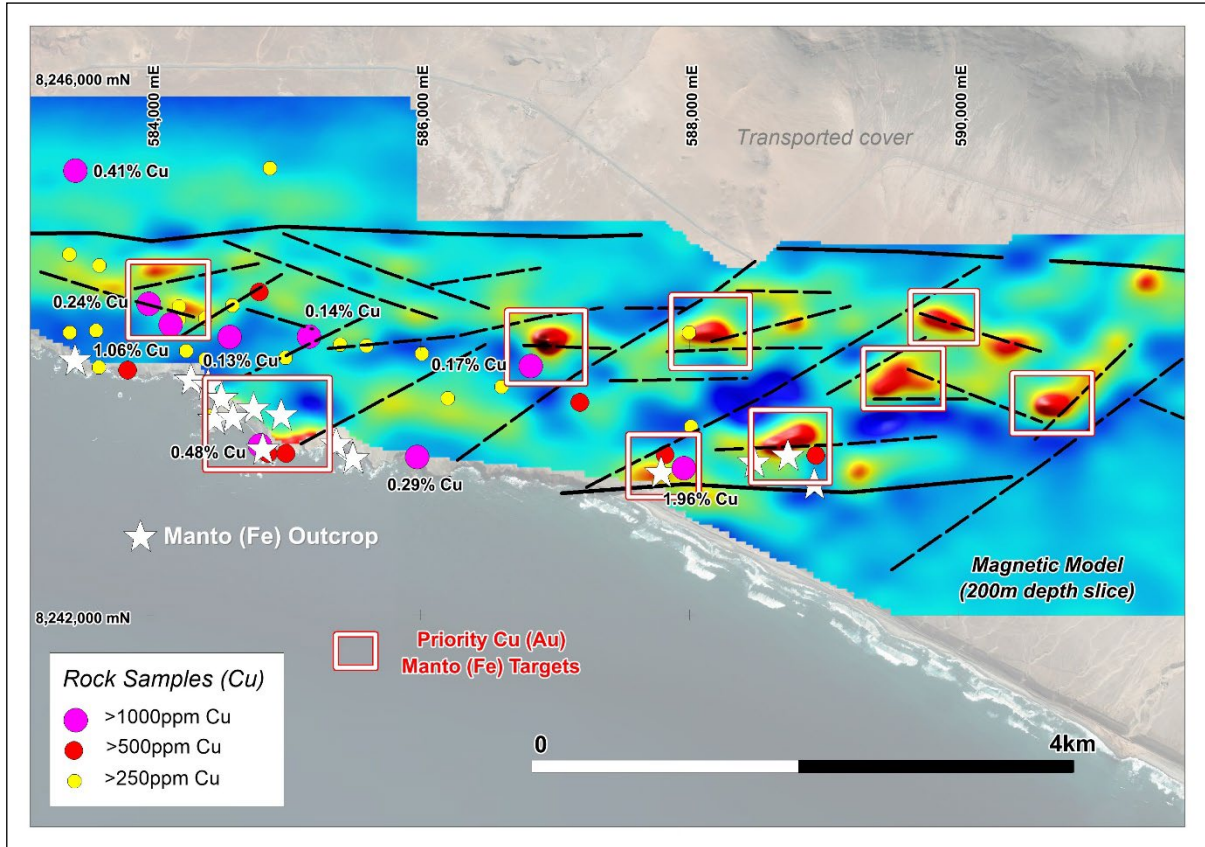 8,246,000 mN
584,000 mE
586,000 mE
588,000 mE
590,000 mE
Transported cover
0.41% Cu
0.24% Cu
0.14% Cu
1.06% Cu
0.13% Cu
0.17% Cu
0.48% Cu
0.29% Cu
1.96% Cu
Manto (Fe) Outcrop
Magnetic Model
(200m depth slice)
8,242,000 mN
Priority Cu (Au)
Manto (Fe) Targets
Rock Samples (Cu)
>1000ppm Cu
>500ppm Cu
>250ppm Cu
0
4km